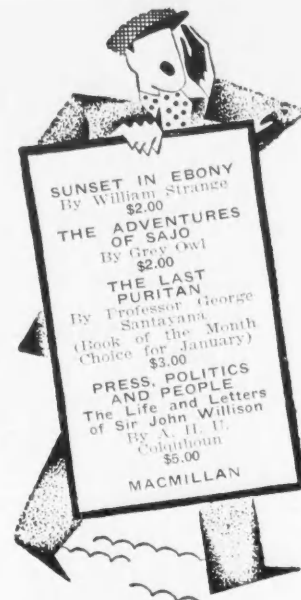 SUNSET IN EBONY
By William Strange
$2.00
THE ADVENTURES
OF SAJO
By Grey Owl
$2.00
THE LAST
PURITAN
By Professor George
Santayana
(Book of the Month
Choice for January)
$3.00
PRESS, POLITICS
AND PEOPLE
The Life and Letters
of Sir John Willison
By A. H. U.
Colquhoun
$5.00
MACMILLAN